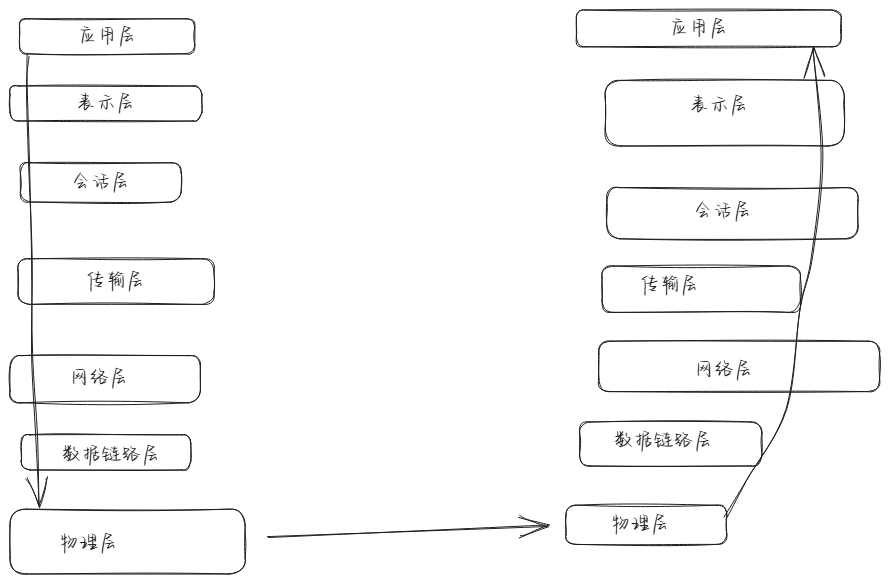 应用层
表示层
会话层
传输层
网络层
数据链路层
物理层
应用层
表示层
会话层
传输层
网络层
数据链路层
物理层